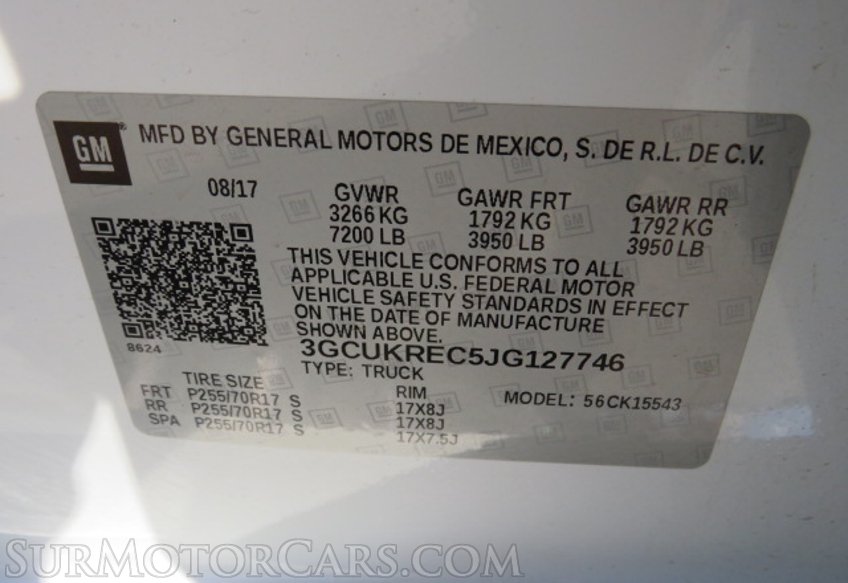 GM® MFD BY GENERAL MOTORS DE MEXICO, S. DE R.L. DE C.V.
08/17 GVWR GAWR FRT GAWR RR
3266 KG 1792 KG 1792 KG
7200 LB 3950 LB 3950 LB
THIS VEHICLE CONFORMS TO ALL
APPLICABLE U.S. FEDERAL MOTOR
VEHICLE SAFETY STANDARDS IN EFFECT
ON THE DATE OF MANUFACTURE
SHOWN ABOVE.
8624
3GCUKREC5JG127746
TYPE: TRUCK
TIRE SIZE RIM MODEL: 56CK15543
FRT P255/70R17 S 17X8J
RR P255/70R17 S 17X8J
SPA P255/70R17 S 17X7.5J
SURMOTORCARS.COM